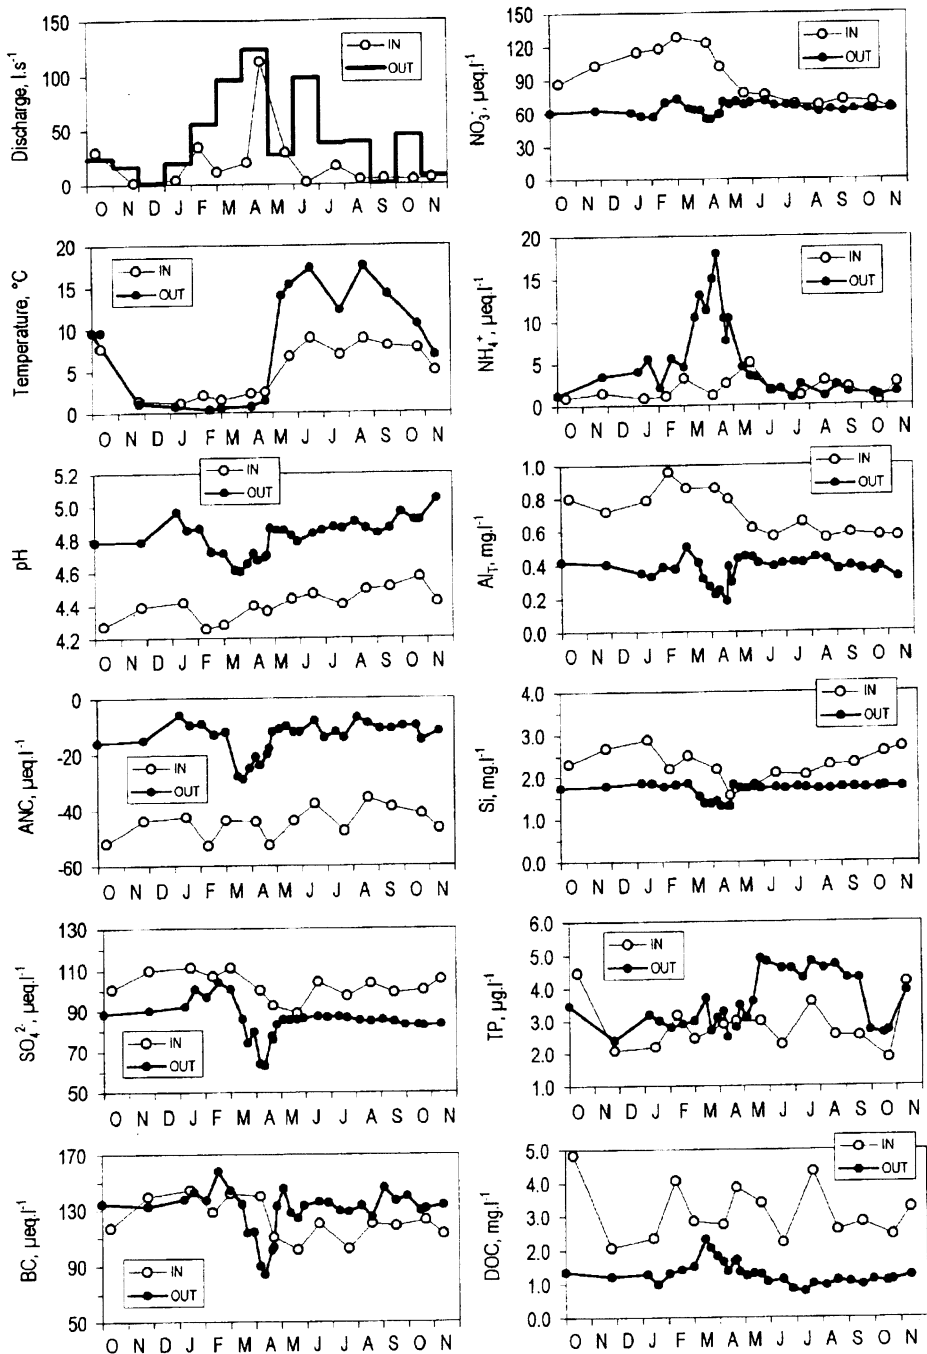 Discharge, l.s-1
150
100
50
0
IN
OUT
O N D J F M A M J J A S O N
NO3-, µeq.l-1
150
120
90
60
30
0
IN
OUT
O N D J F M A M J J A S O N
Temperature, °C
20
15
10
5
0
IN
OUT
O N D J F M A M J J A S O N
NH4+, µeq.l-1
20
15
10
5
0
IN
OUT
O N D J F M A M J J A S O N
pH
5.2
5.0
4.8
4.6
4.4
4.2
IN
OUT
O N D J F M A M J J A S O N
AlT, mg.l-1
1.0
0.8
0.6
0.4
0.2
0.0
IN
OUT
O N D J F M A M J J A S O N
ANC, µeq.l-1
-0
-20
-40
-60
IN
OUT
O N D J F M A M J J A S O N
Si, mg.l-1
4.0
3.0
2.0
1.0
0.0
IN
OUT
O N D J F M A M J J A S O N
SO42-, µeq.l-1
130
110
90
70
50
IN
OUT
O N D J F M A M J J A S O N
TP, µg.l-1
6.0
5.0
4.0
3.0
2.0
1.0
IN
OUT
O N D J F M A M J J A S O N
BC, µeq.l-1
170
130
90
50
IN
OUT
O N D J F M A M J J A S O N
DOC, mg.l-1
5.0
4.0
3.0
2.0
1.0
0.0
IN
OUT
O N D J F M A M J J A S O N